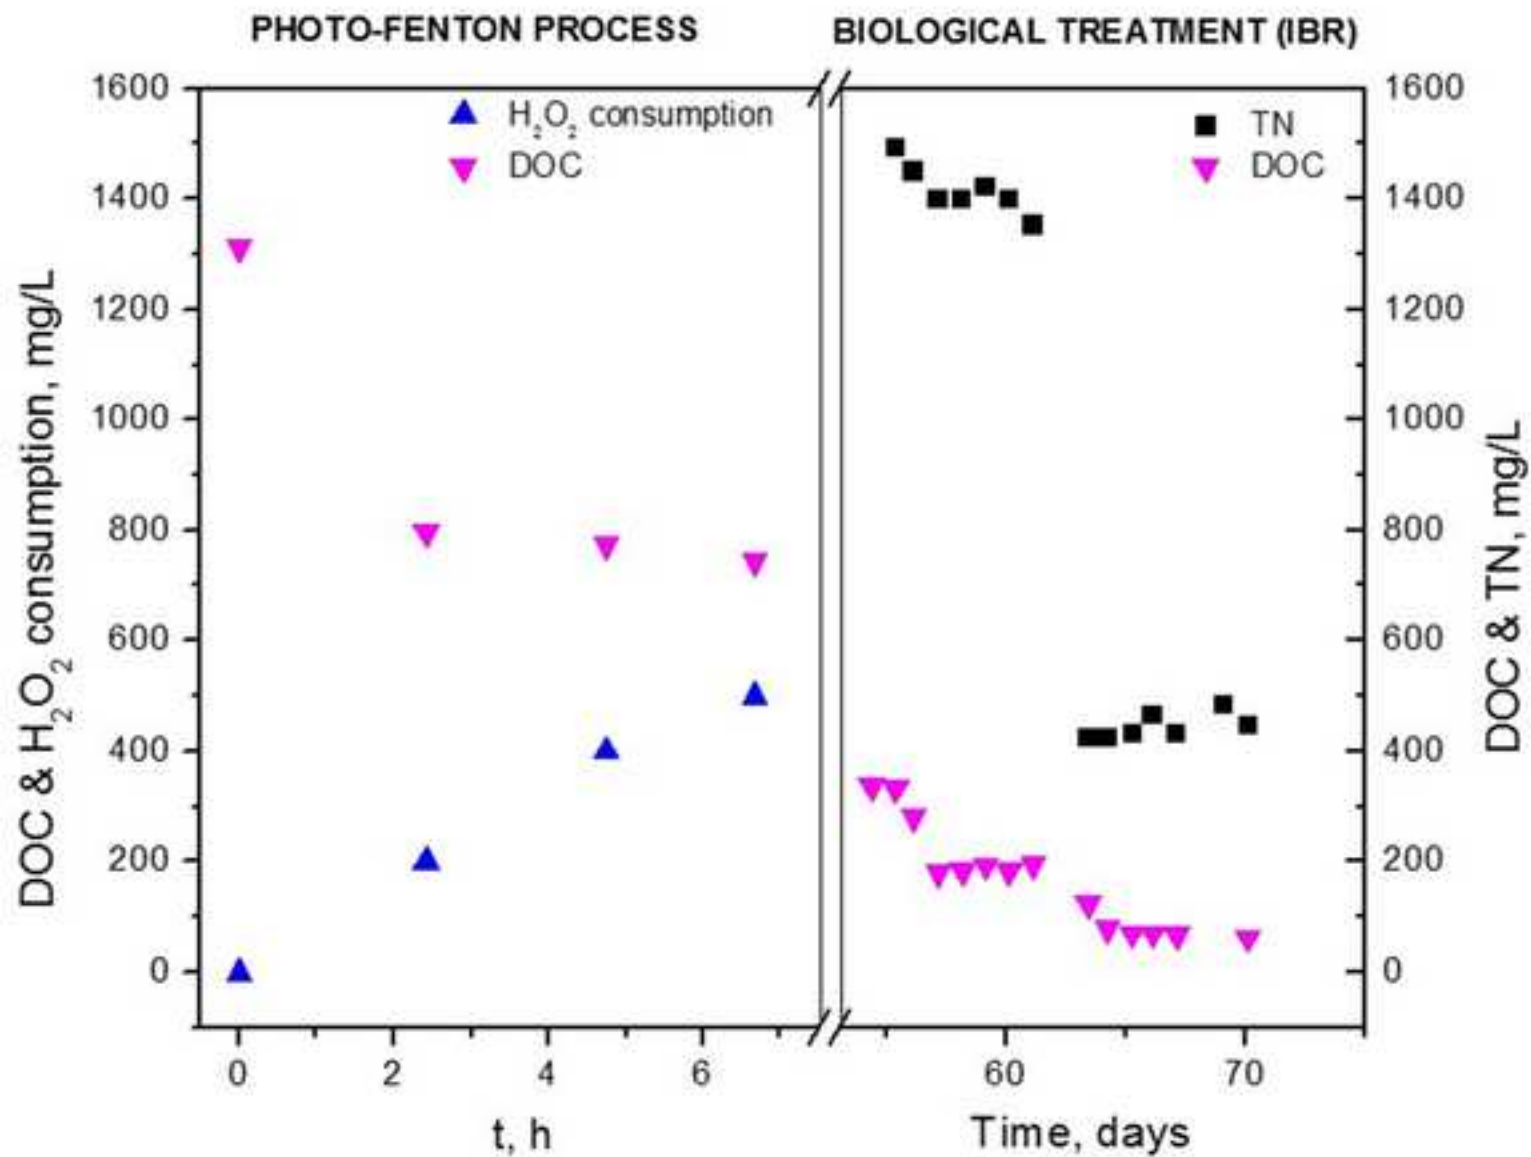 PHOTO-FENTON PROCESS
BIOLOGICAL TREATMENT (IBR)
DOC & H₂O₂ consumption, mg/L
1600
1400
1200
1000
800
600
400
200
0
H₂O₂ consumption
DOC
0 2 4 6
t, h
TN
DOC
60 70
Time, days
1600
1400
1200
1000
800
600
400
200
0
DOC & TN, mg/L